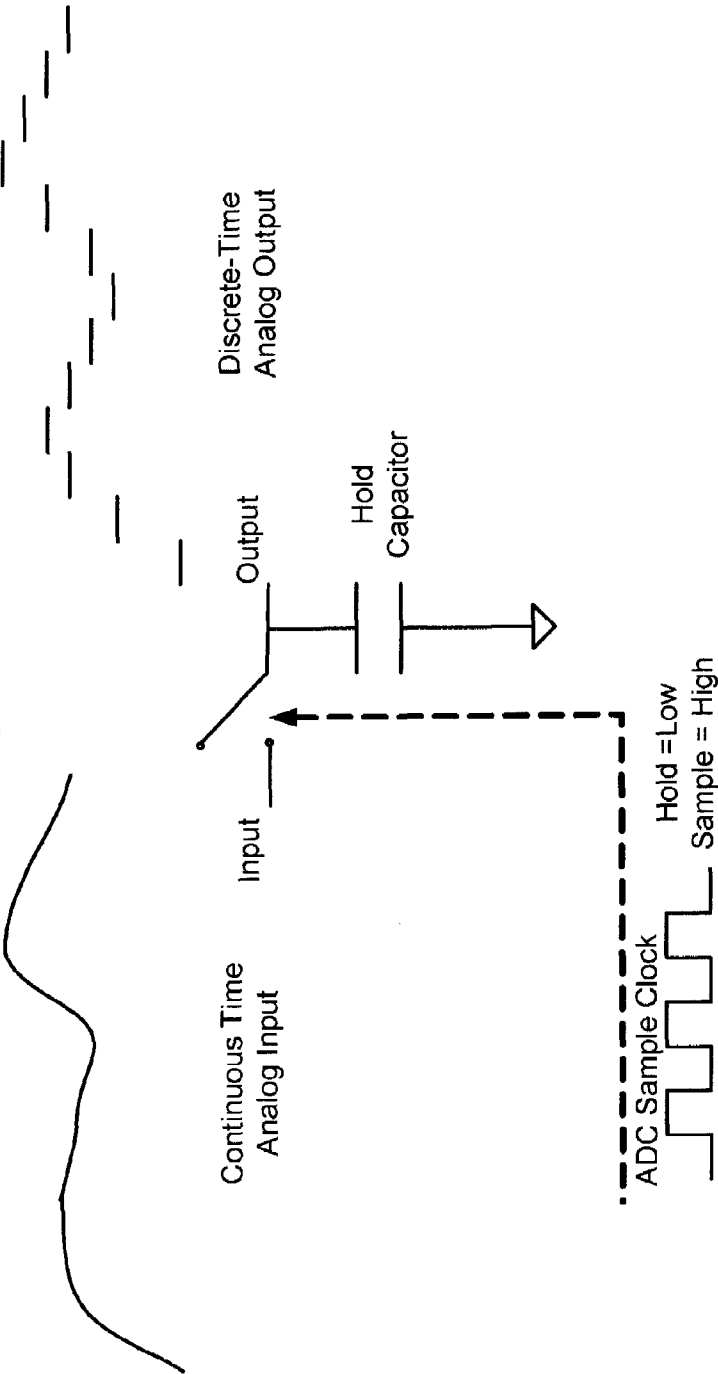 Continuous Time
Analog Input
Input
Output
Discrete-Time
Analog Output
Hold
Capacitor
ADC Sample Clock
Hold =Low
Sample = High